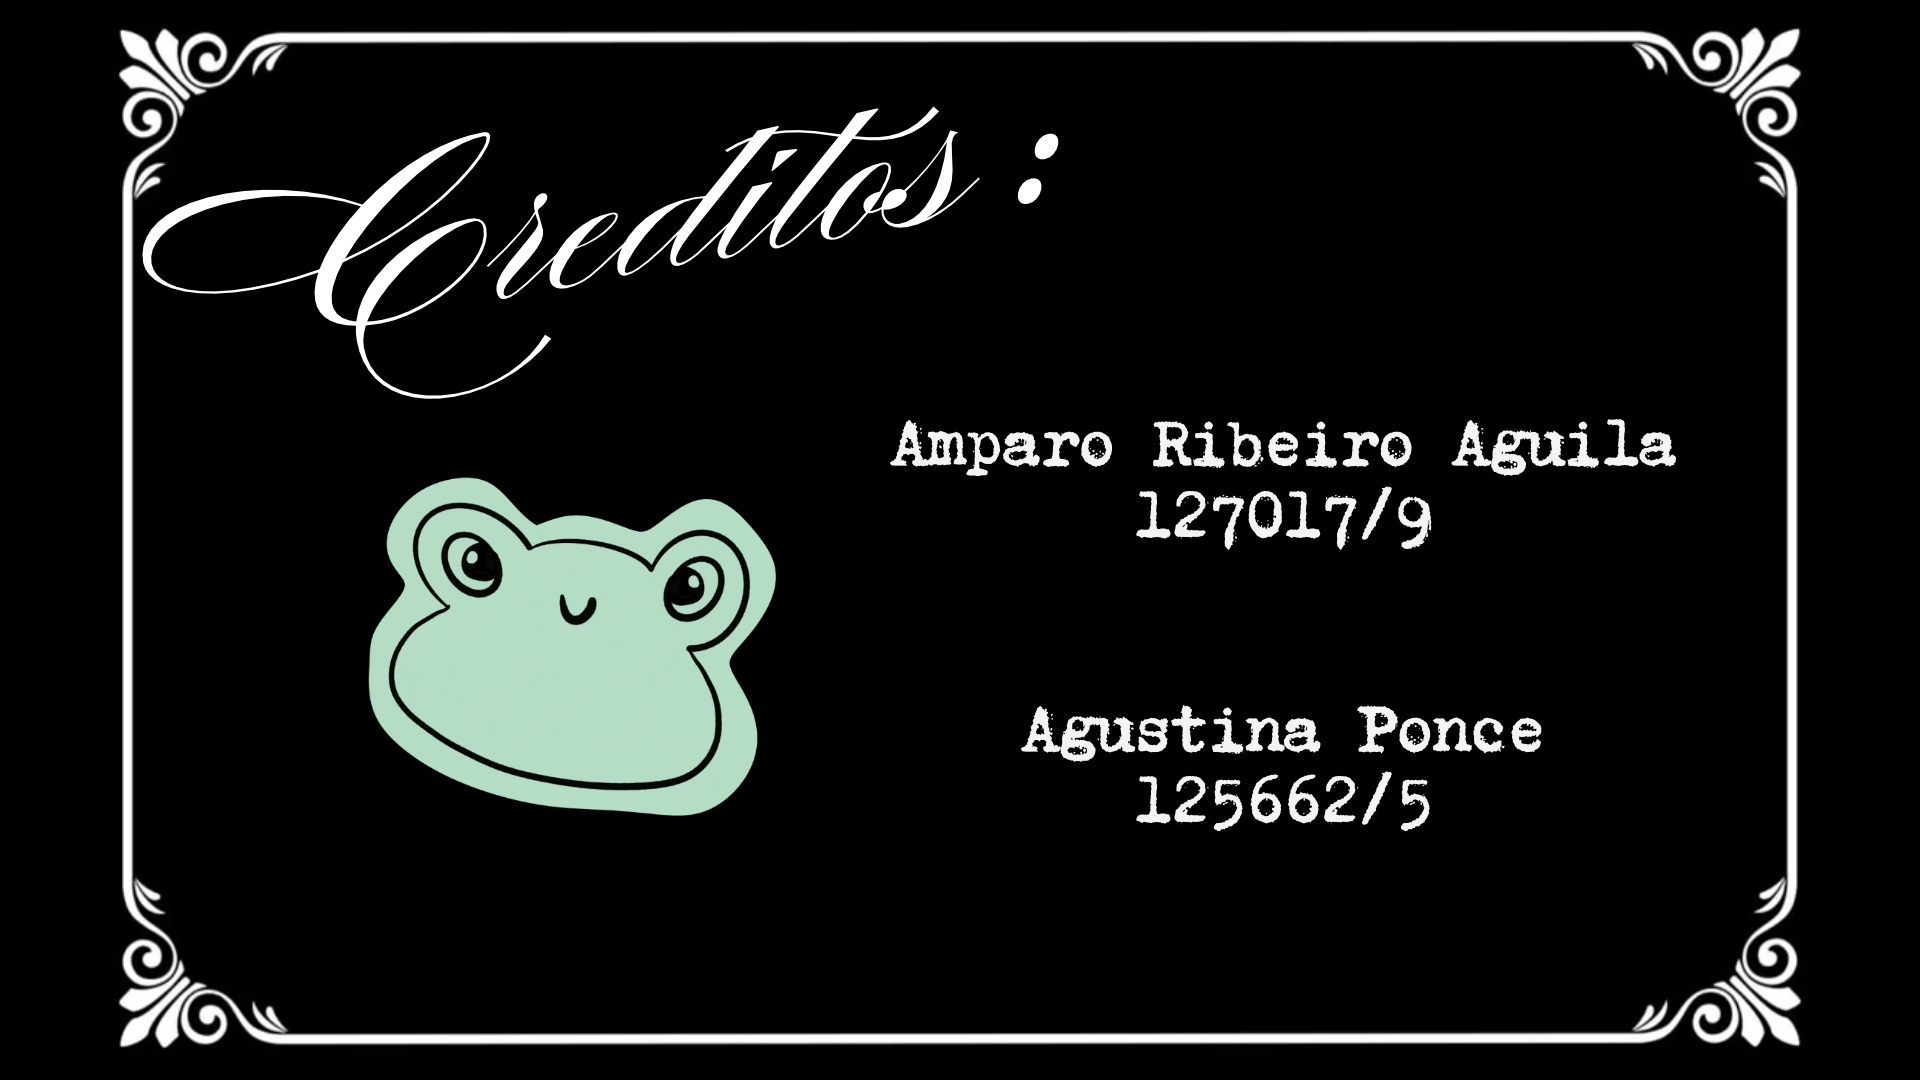 Creditos :
Amparo Ribeiro Aguila
127017/9
Agustina Ponce
125662/5